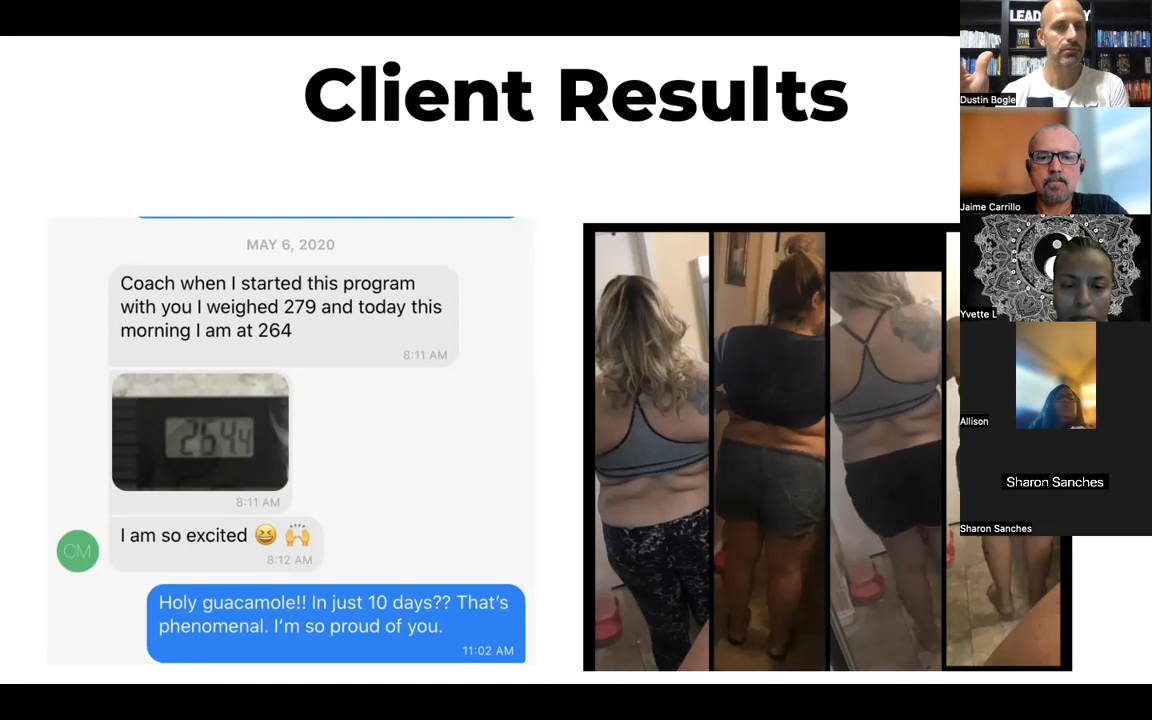 Client Results
MAY 6, 2020
Coach when I started this program
with you I weighed 279 and today this
morning I am at 264
8:11 AM
264.4
8:11 AM
I am so excited 😆 🙌
8:12 AM
CM
Holy guacamole!! In just 10 days?? That’s
phenomenal. I’m so proud of you.
11:02 AM
LEAD
Y
Dustin Bogle
Jaime Carrillo
Yvette L
Allison
Sharon Sanches
Sharon Sanches